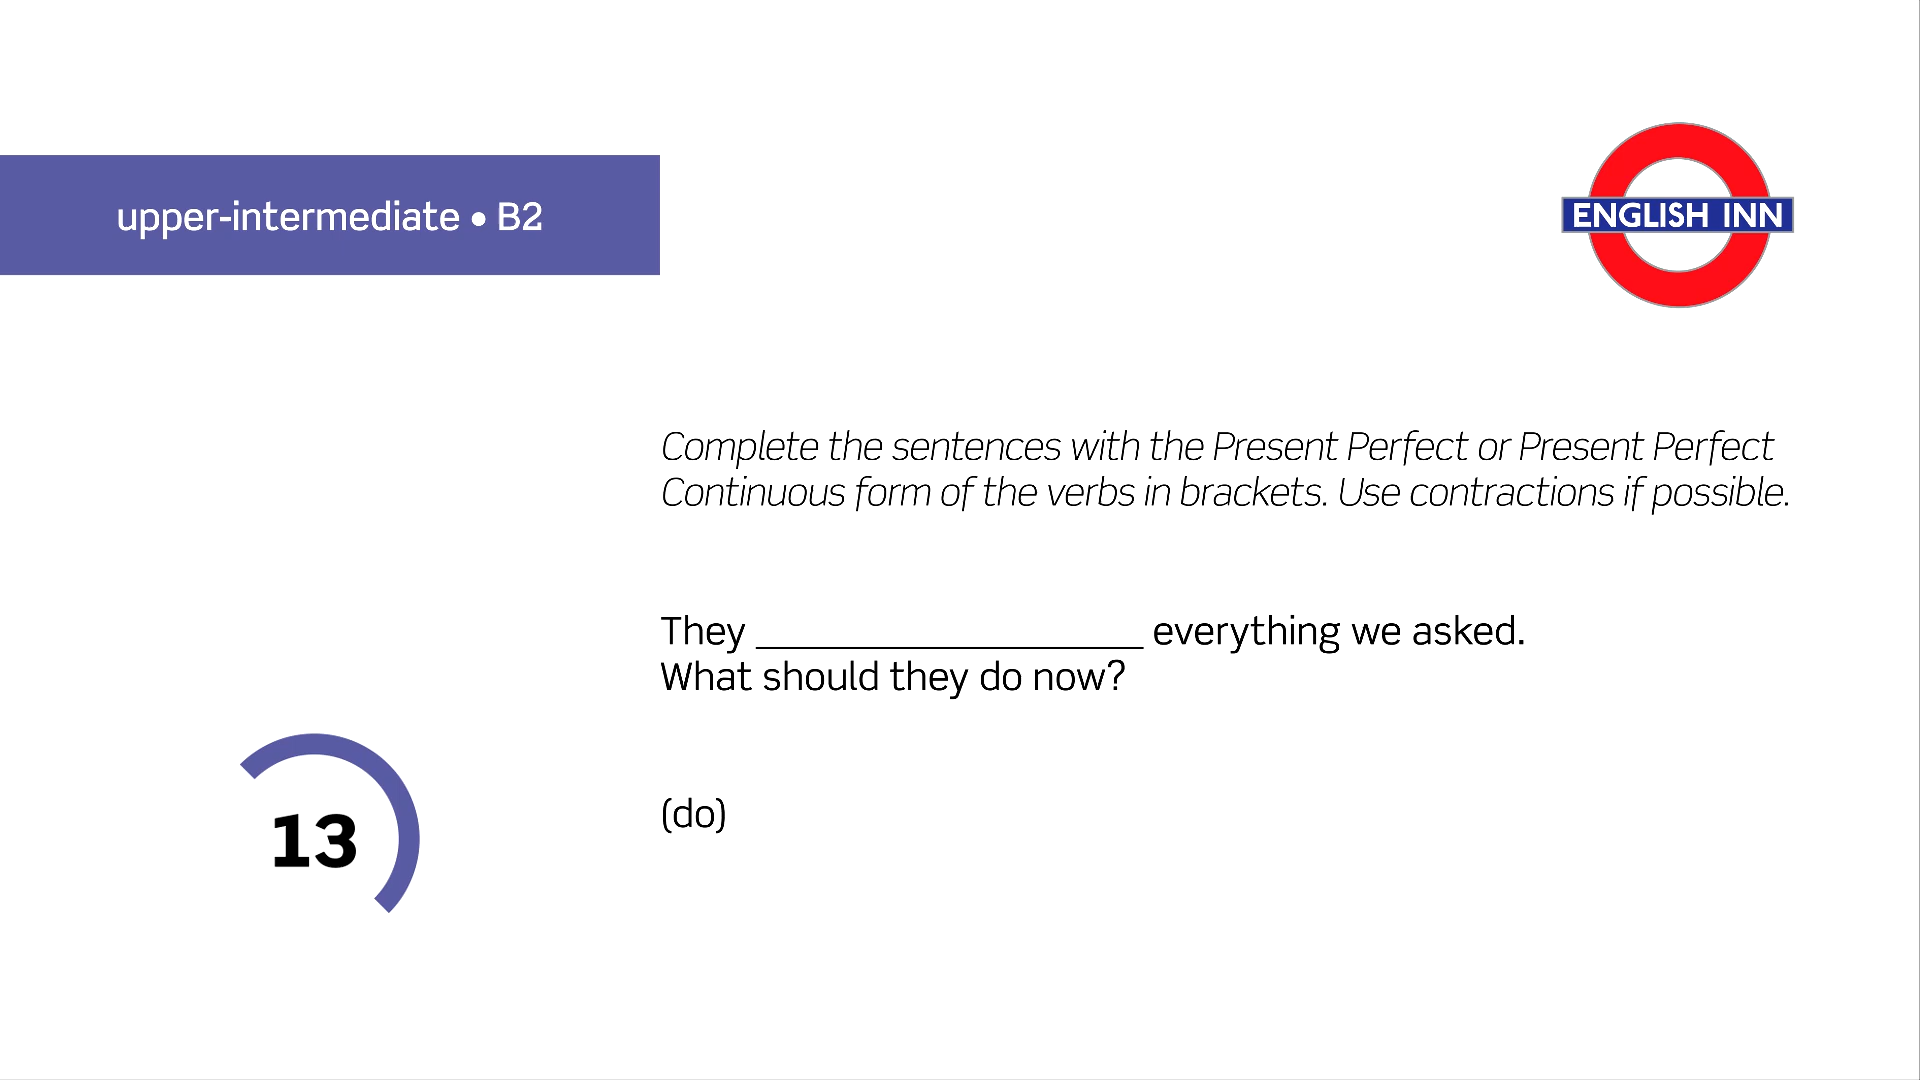 upper-intermediate • B2
ENGLISH INN
Complete the sentences with the Present Perfect or Present Perfect
Continuous form of the verbs in brackets. Use contractions if possible.
They ____________________ everything we asked.
What should they do now?
(do)
13